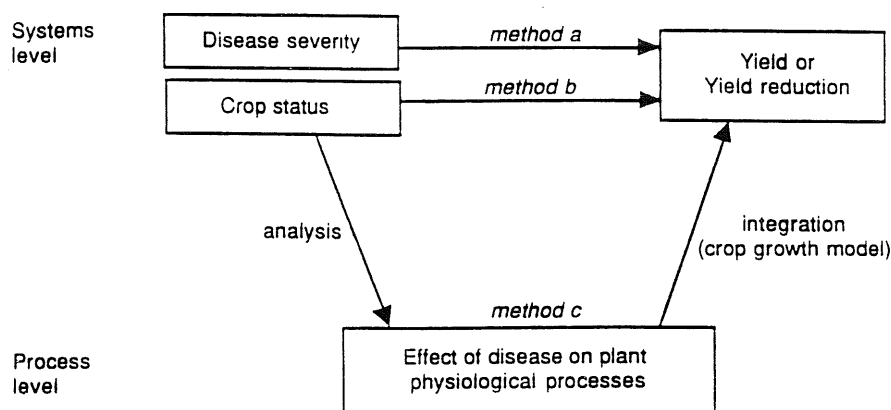 Systems
level
Disease severity
method a
Yield or
Yield reduction
Crop status
method b
analysis
integration
(crop growth model)
method c
Process
level
Effect of disease on plant
physiological processes